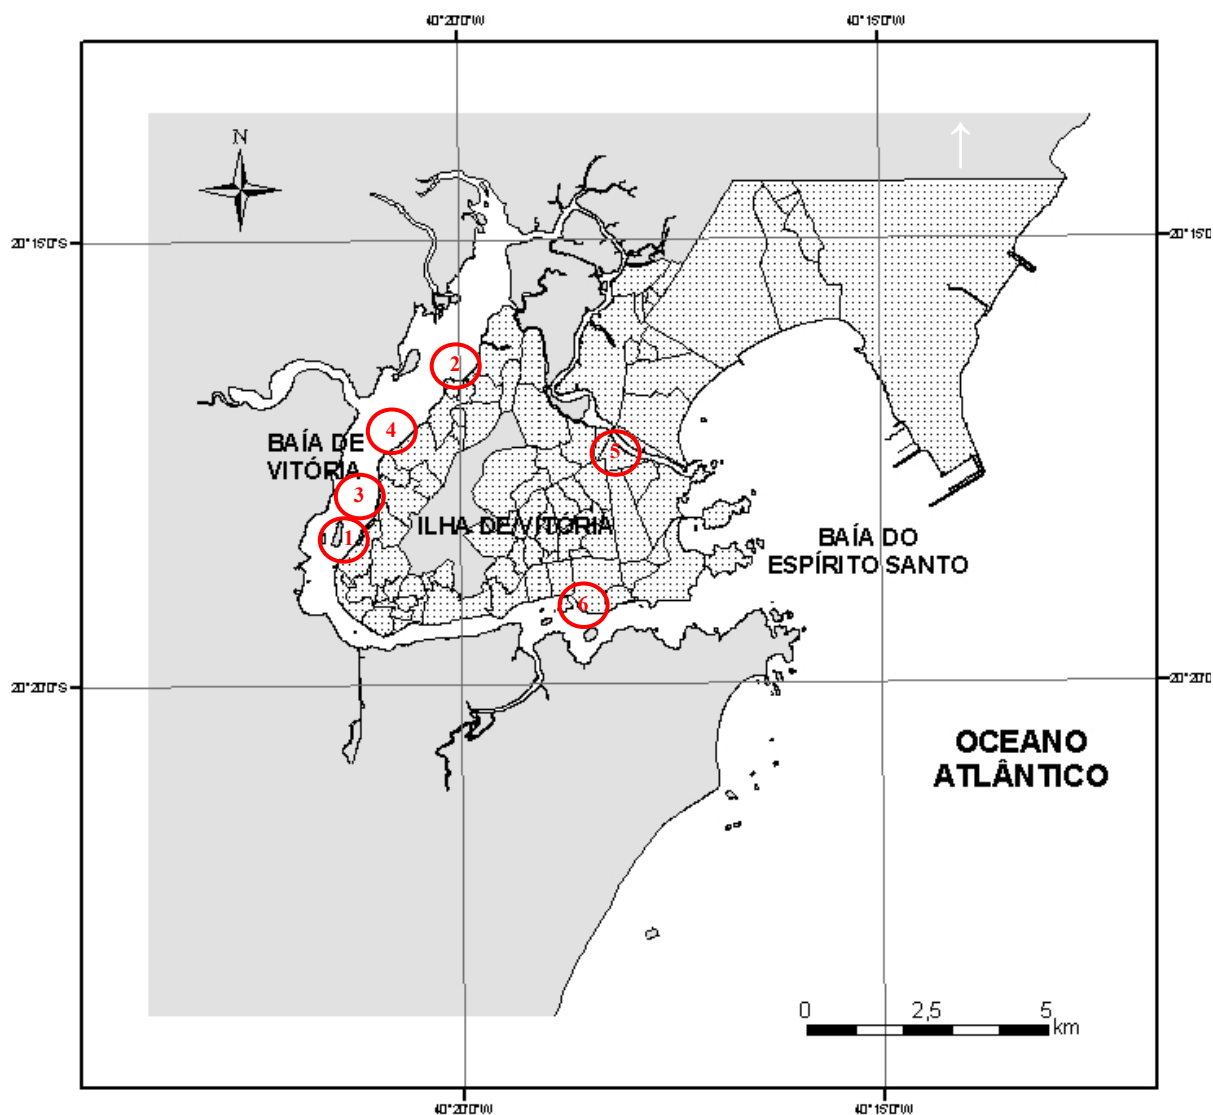 40°20'0"W
40°15'0"W
N
20°15'0"S
20°15'0
2
4
BAÍA DE
VITÓRIA
5
3
ILHA DE VITÓRIA
1
BAÍA DO
ESPÍRITO SANTO
6
20°20'0"S
20°20'0
OCEANO
ATLÂNTICO
0 2,5 5
km
40°20'0"W
40°15'0"W